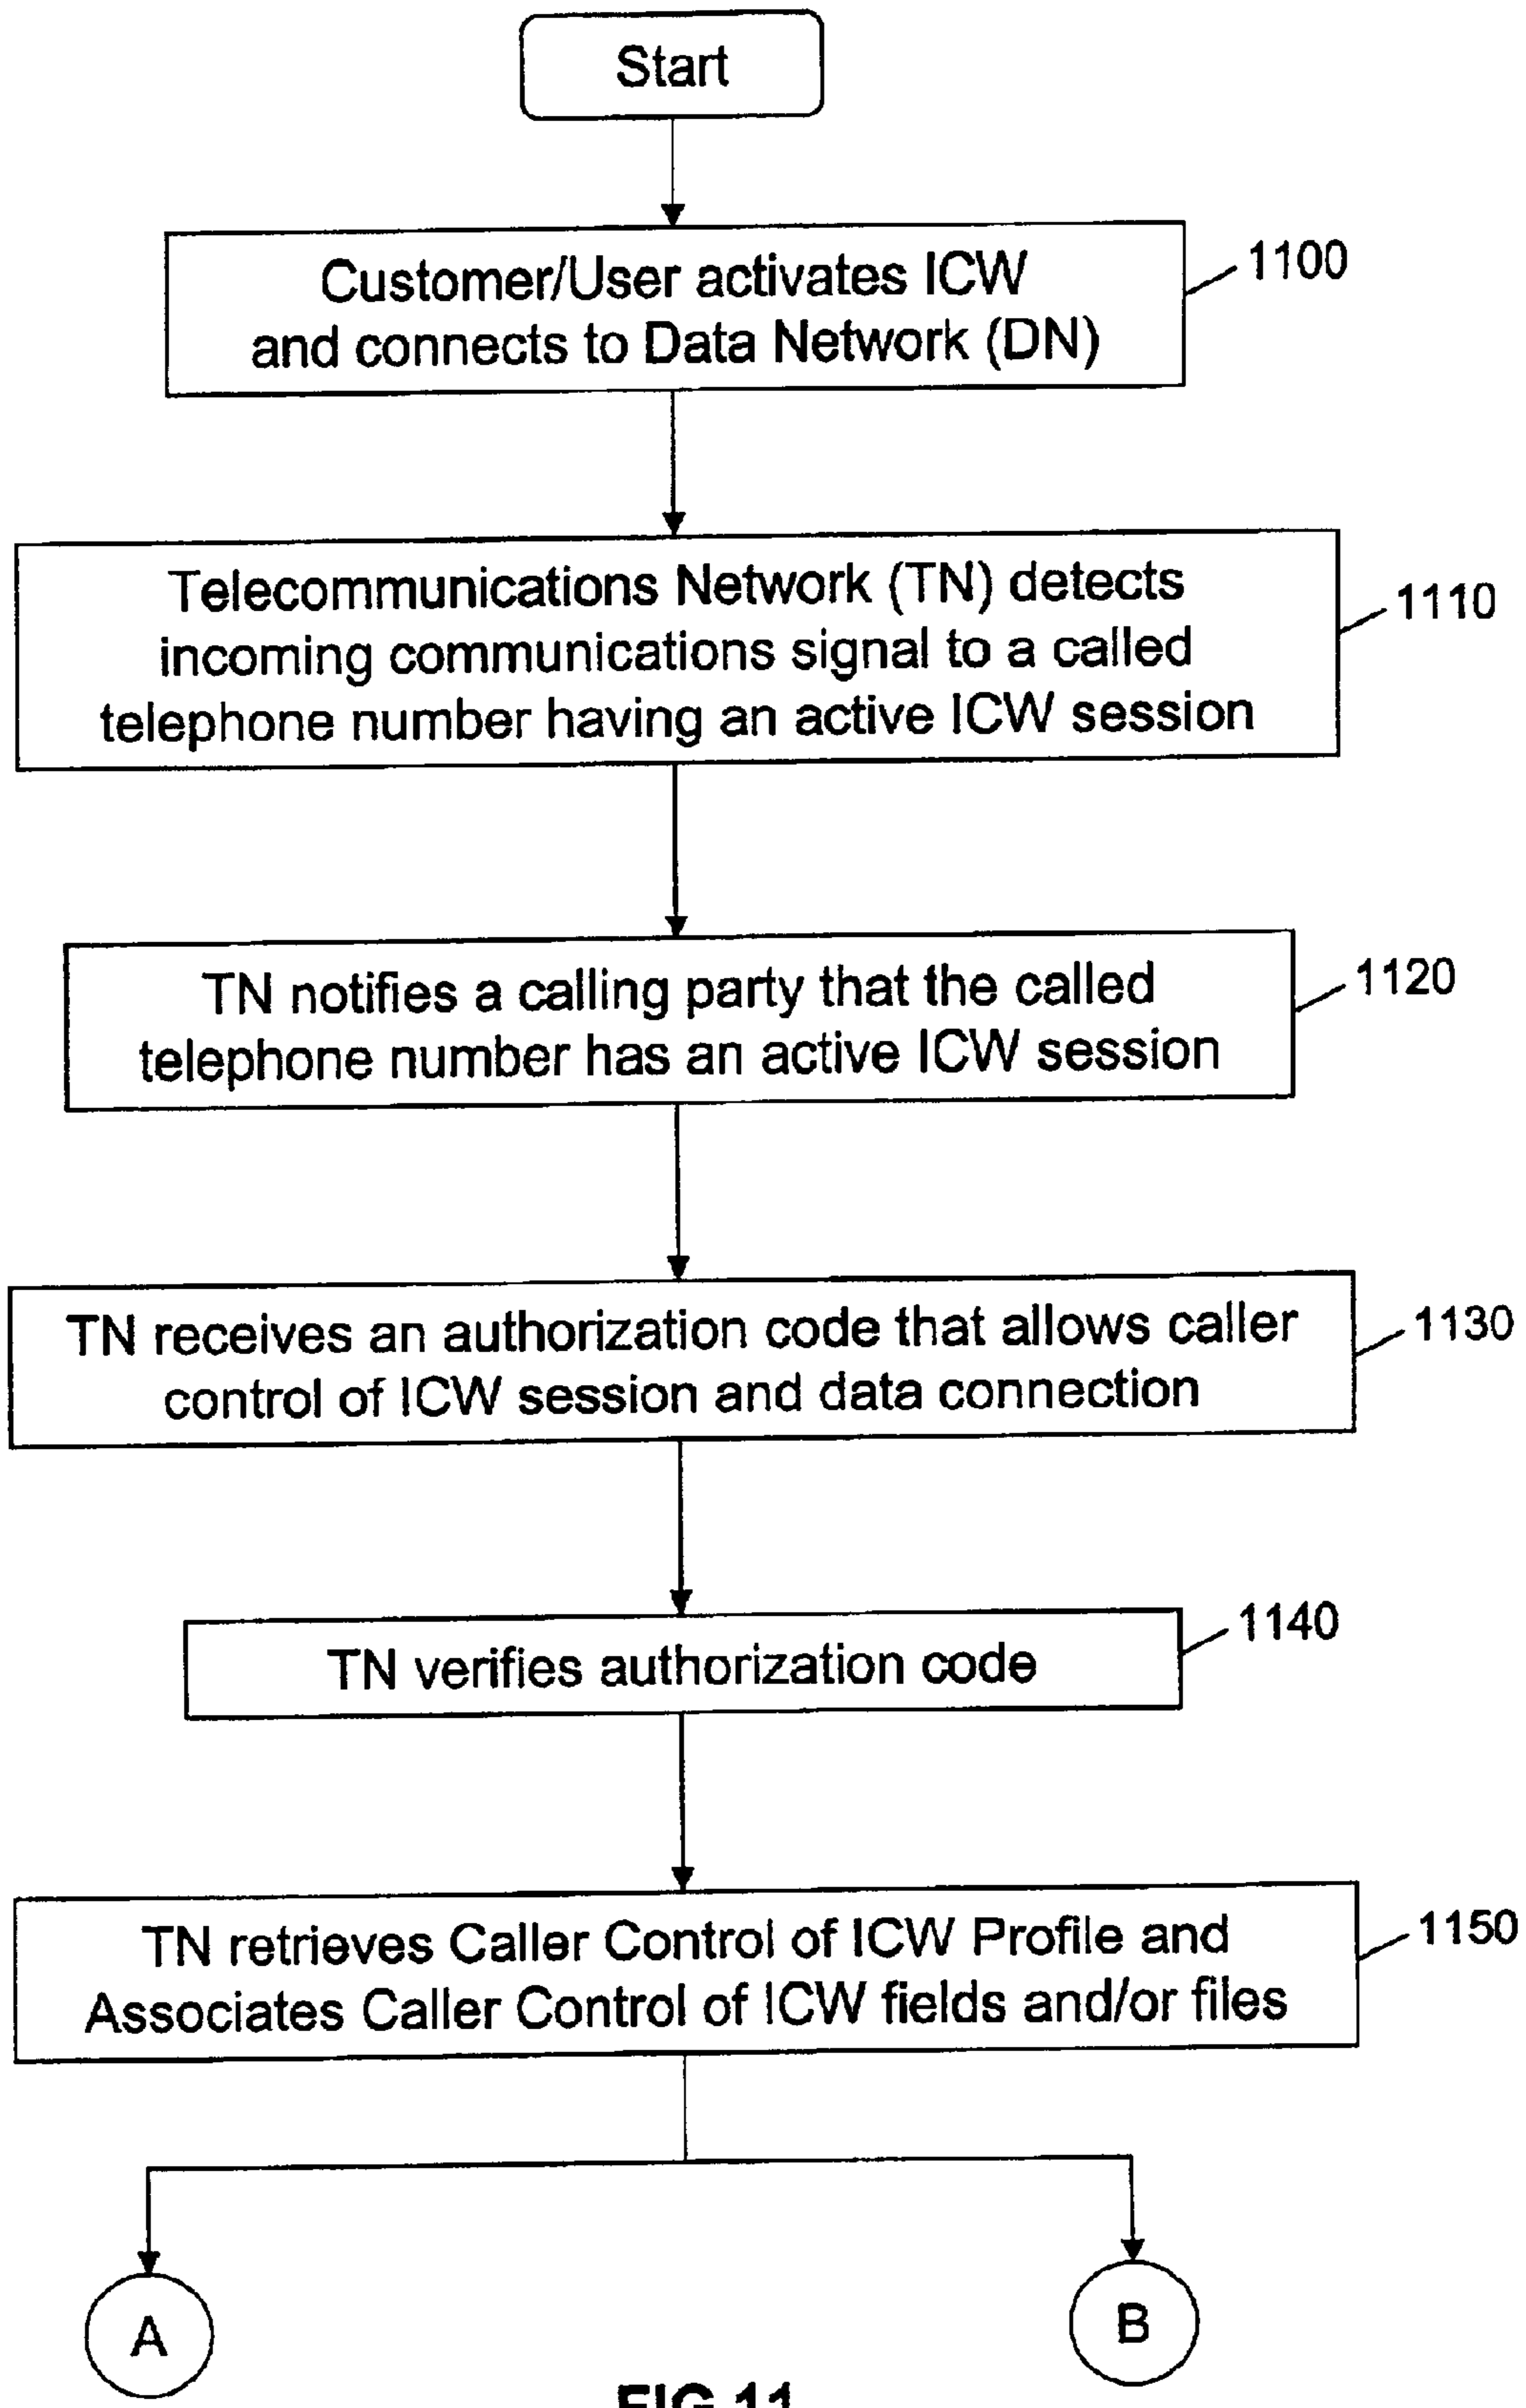 Start
Customer/User activates ICW
and connects to Data Network (DN)
1100
Telecommunications Network (TN) detects
incoming communications signal to a called
telephone number having an active ICW session
1110
TN notifies a calling party that the called
telephone number has an active ICW session
1120
TN receives an authorization code that allows caller
control of ICW session and data connection
1130
TN verifies authorization code
1140
TN retrieves Caller Control of ICW Profile and
Associates Caller Control of ICW fields and/or files
1150
A
B
FIG 11